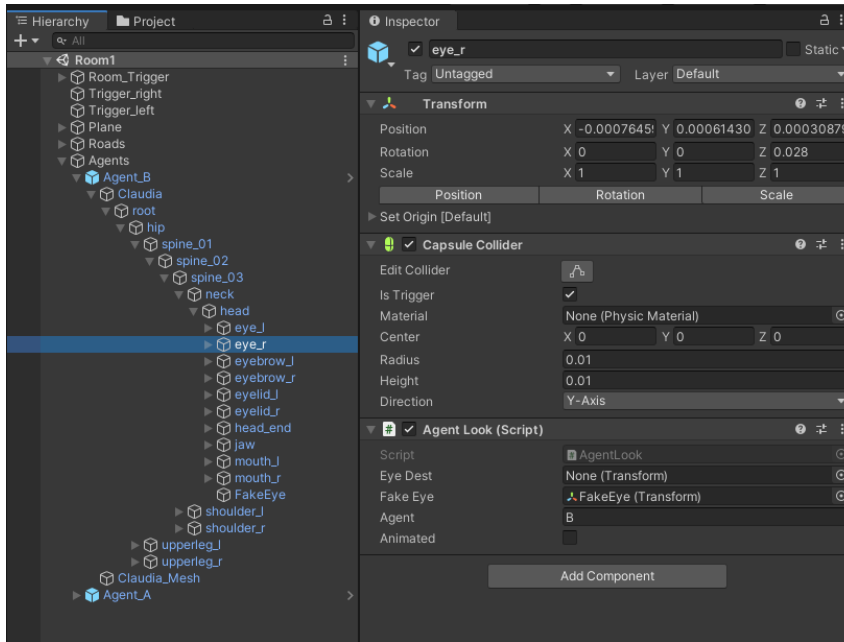 Hierarchy
Project
All
Room1
Room_Trigger
Trigger_right
Trigger_left
Plane
Roads
Agents
Agent_B
Claudia
root
hip
spine_01
spine_02
spine_03
neck
head
eye_l
eye_r
eyebrow_l
eyebrow_r
eyelid_l
eyelid_r
head_end
jaw
mouth_l
mouth_r
FakeEye
shoulder_l
shoulder_r
upperleg_l
upperleg_r
Claudia_Mesh
Agent_A
Inspector
eye_r Static
Tag Untagged Layer Default
Transform
Position X -0.00076459 Y 0.00061430 Z 0.00030879
Rotation X 0 Y 0 Z 0.028
Scale X 1 Y 1 Z 1
Position Rotation Scale
Set Origin [Default]
Capsule Collider
Edit Collider
Is Trigger
Material None (Physic Material)
Center X 0 Y 0 Z 0
Radius 0.01
Height 0.01
Direction Y-Axis
# Agent Look (Script)
Script # AgentLook
Eye Dest None (Transform)
Fake Eye FakeEye (Transform)
Agent B
Animated
Add Component